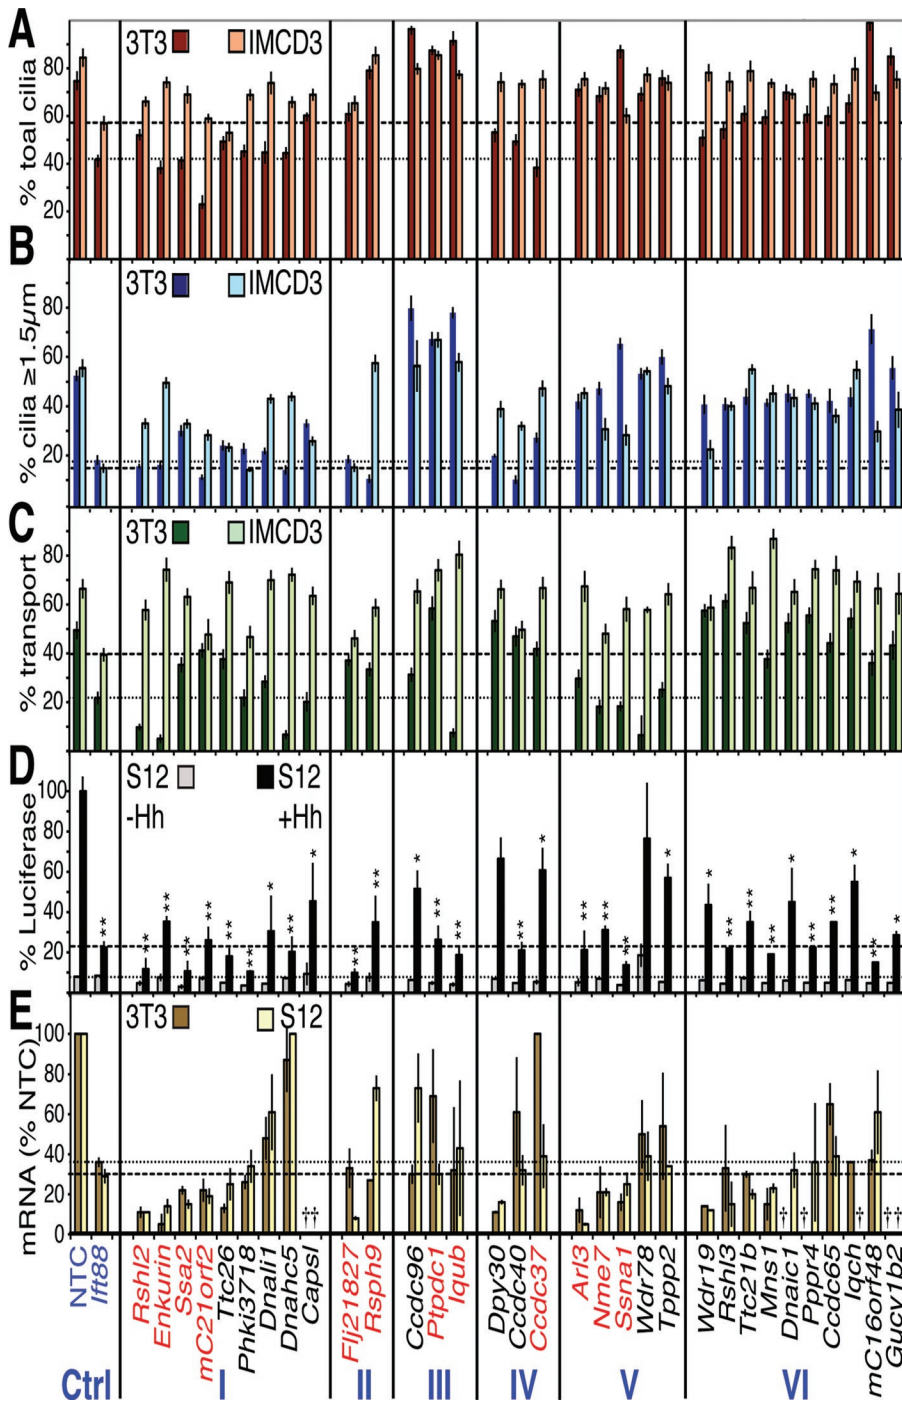 A
3T3 IMCD3
% toal cilia
80
60
40
20
B
3T3 IMCD3
% cilia ≥1.5µm
80
60
40
20
C
3T3 IMCD3
% transport
80
60
40
20
D
S12 S12
-Hh +Hh
% Luciferase
100
60
40
20
** ** ** ** ** ** ** * ** * ** ** * ** ** ** * ** ** ** * * ** ** ** * ** ** * ** *
E
3T3 S12
mRNA (% NTC)
100
80
60
40
20
0
†† † † † ††
NTC
Ift88
Rshl2
Enkurin
Ssa2
mC21orf2
Ttc26
Phki3718
Dnali1
Dnahc5
Capsl
Flj21827
Rsph9
Ccdc96
Ptpdc1
Iqub
Dpy30
Ccdc40
Ccdc37
Arl3
Nme7
Ssna1
Wdr78
Tppp2
Wdr19
Rshl3
Ttc21b
Mns1
Dnaic1
Pppr4
Ccdc65
Iqch
mC16orf48
Gucy1b2
Ctrl I II III IV V VI